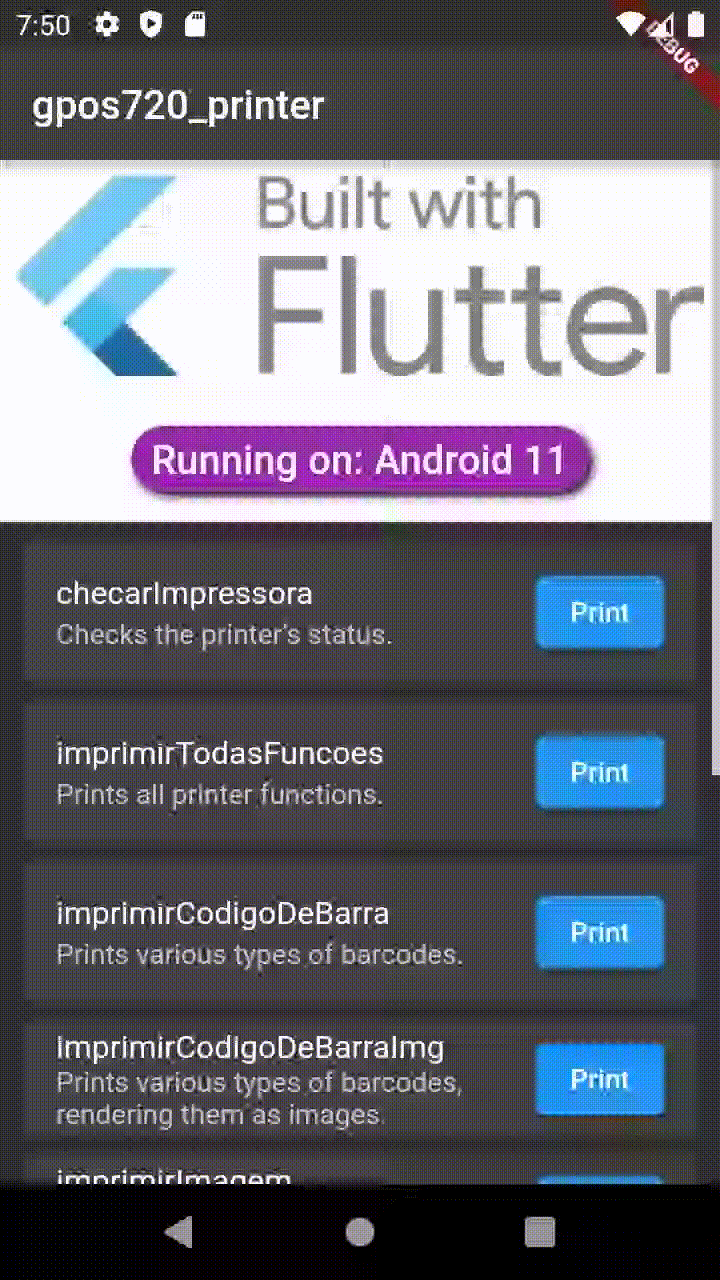 7:50
DEBUG
gpos720_printer
Built with
Flutter
Running on: Android 11
checarImpressora
Checks the printer's status.
Print
imprimirTodasFuncoes
Prints all printer functions.
Print
imprimirCodigoDeBarra
Prints various types of barcodes.
Print
imprimirCodigoDeBarraImg
Prints various types of barcodes,
rendering them as images.
Print
imprimirImagem